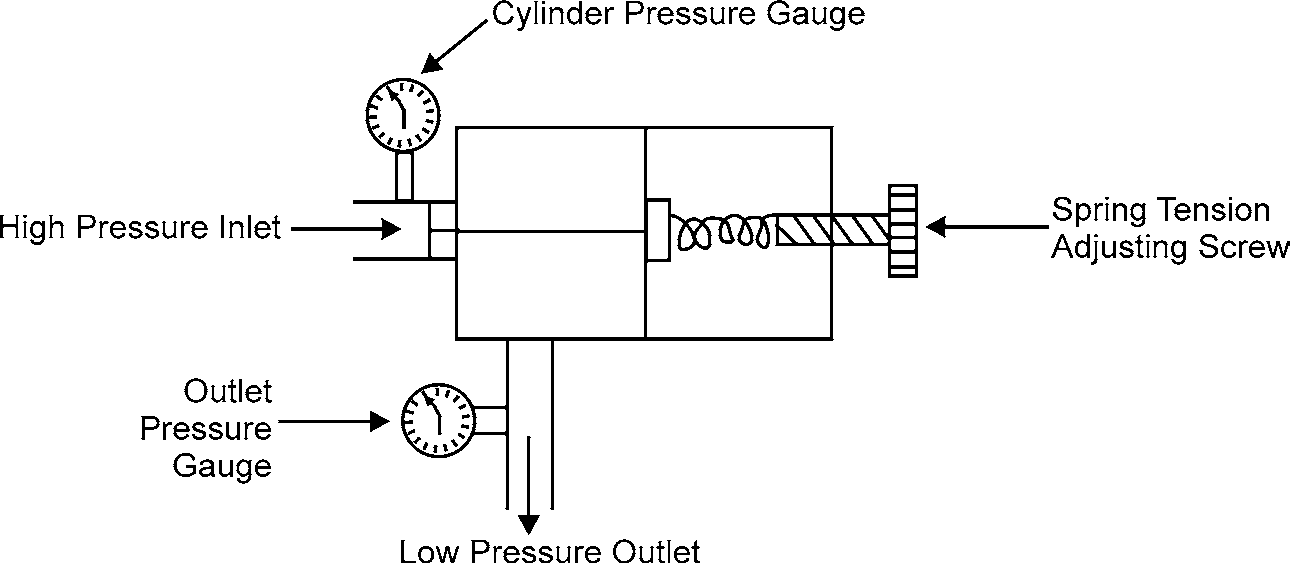 Cylinder Pressure Gauge
High Pressure Inlet
Spring Tension
Adjusting Screw
Outlet
Pressure
Gauge
Low Pressure Outlet